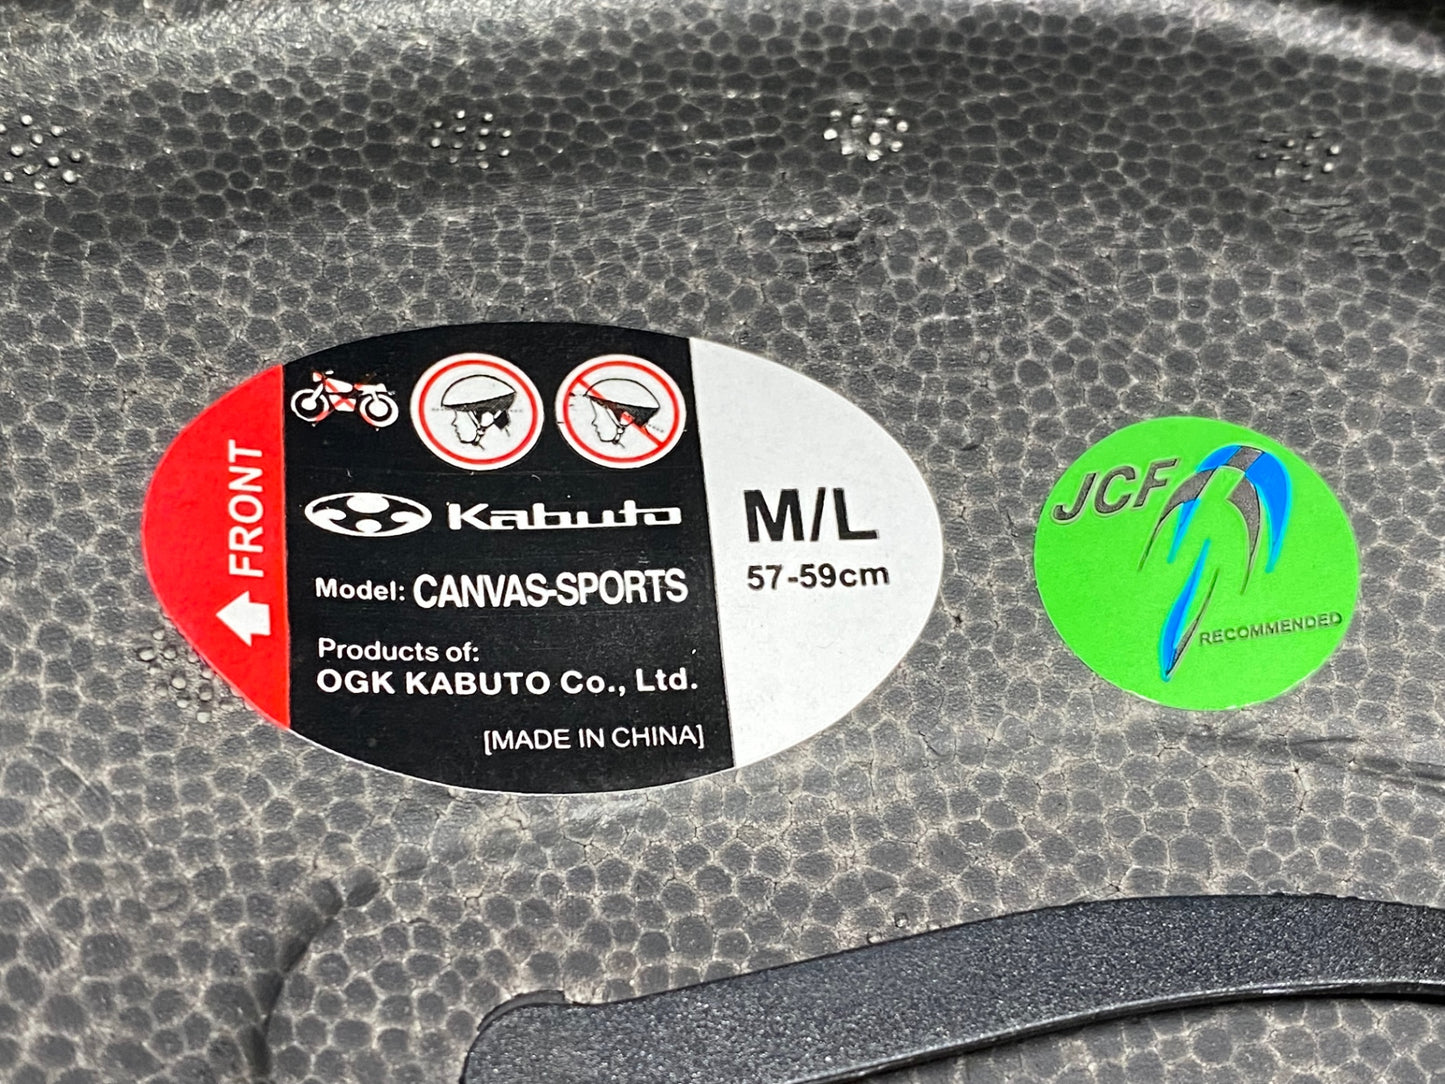 FRONT
Kabuto
Model: CANVAS-SPORTS
Products of:
OGK KABUTO Co., Ltd.
[MADE IN CHINA]
M/L
57-59cm
JCF
RECOMMENDED